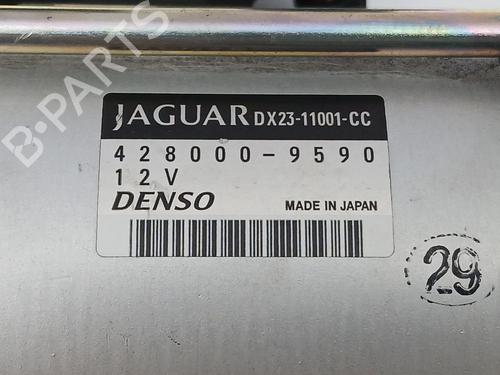 B-PARTS
JAGUAR DX23-11001-CC
428000-9590
12V
DENSO MADE IN JAPAN
29